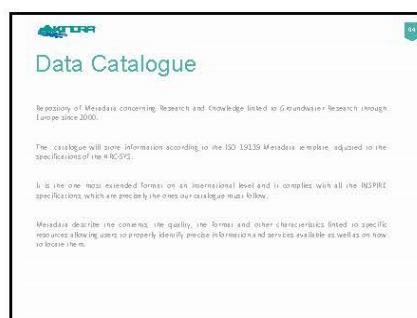 KINDRA
Data Catalogue
Repository of Metadata concerning Research and Knowledge linked to Groundwater Research through
Europe since 2000.
The catalogue will store information according to the ISO 19139 Metadata template, adjusted to the
specifications of the HRC-SYS.
It is the one most extended format on an international level and it complies with all the INSPIRE
specifications, which are precisely the ones our catalogue must follow.
Metadata describe the contents, the quality, the format and other characteristics linked to specific
resources allowing users to properly identify precise information and services available as well as on how
to locate them.